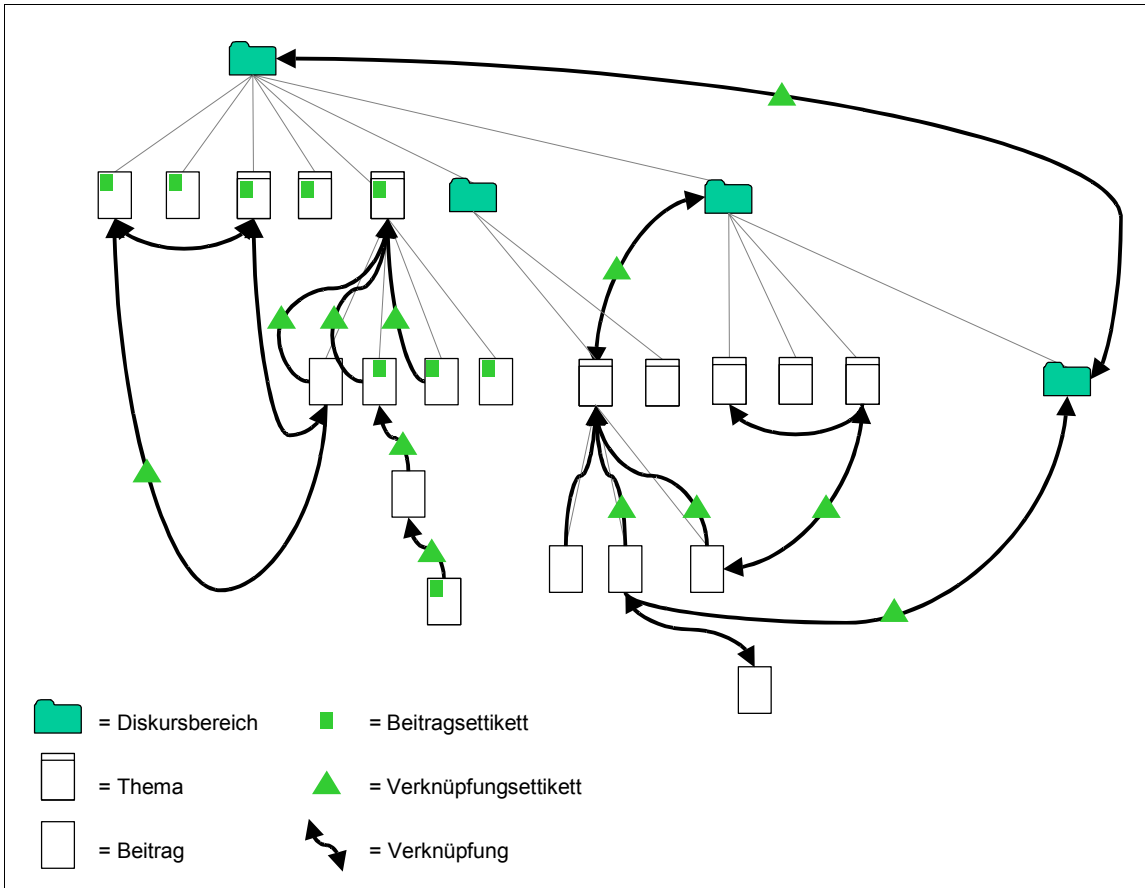 = Diskursbereich
= Beitragsettikett
= Thema
= Verknüpfungsettikett
= Beitrag
= Verknüpfung